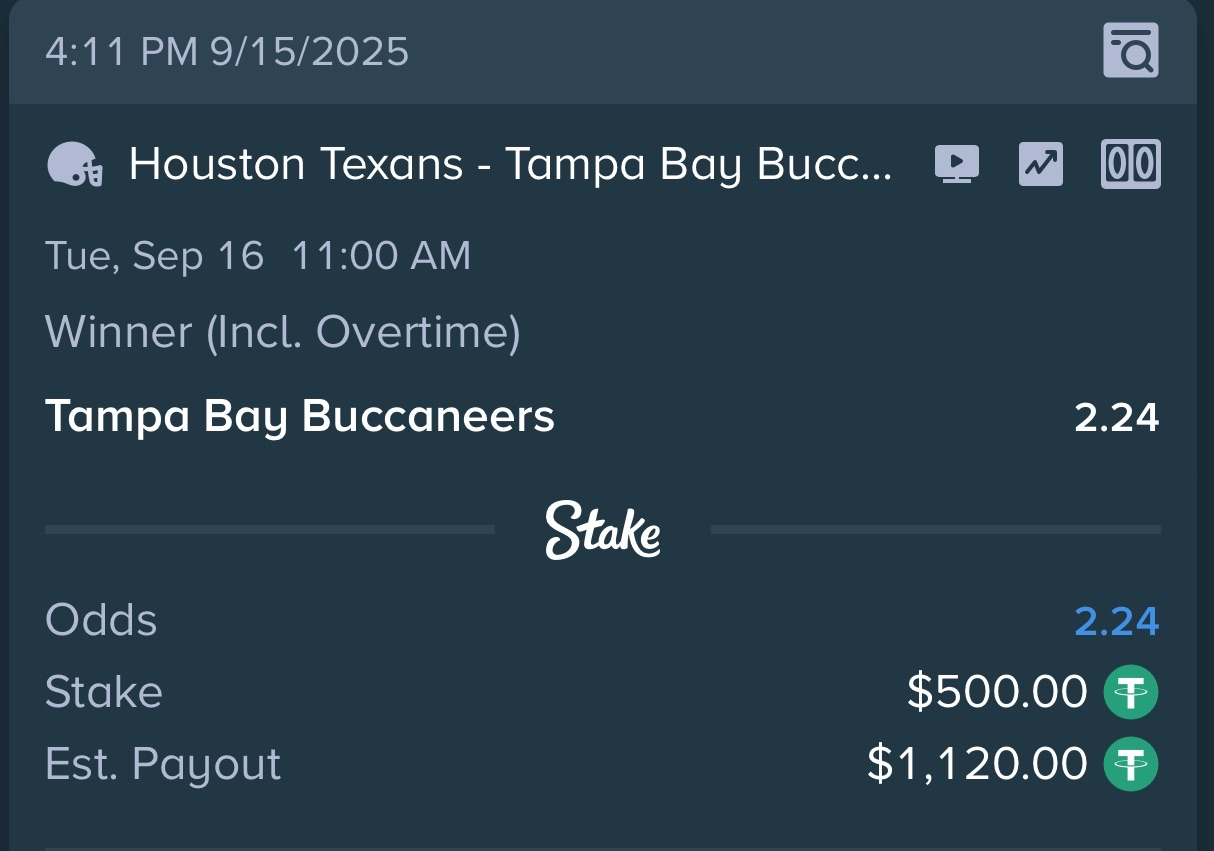 4:11 PM 9/15/2025
Houston Texans - Tampa Bay Bucc...
Tue, Sep 16 11:00 AM
Winner (Incl. Overtime)
Tampa Bay Buccaneers 2.24
Stake
Odds 2.24
Stake $500.00
Est. Payout $1,120.00